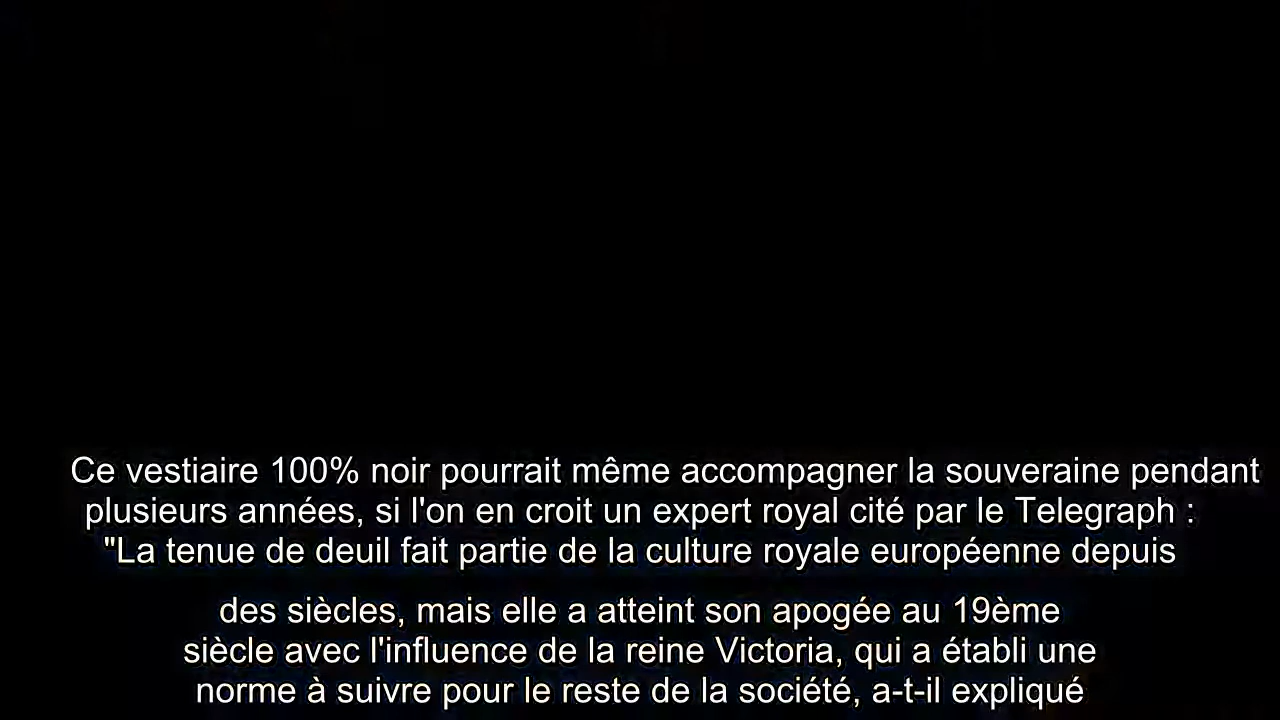 Ce vestiaire 100% noir pourrait même accompagner la souveraine pendant
plusieurs années, si l'on en croit un expert royal cité par le Telegraph :
"La tenue de deuil fait partie de la culture royale européenne depuis
des siècles, mais elle a atteint son apogée au 19ème
siècle avec l'influence de la reine Victoria, qui a établi une
norme à suivre pour le reste de la société, a-t-il expliqué